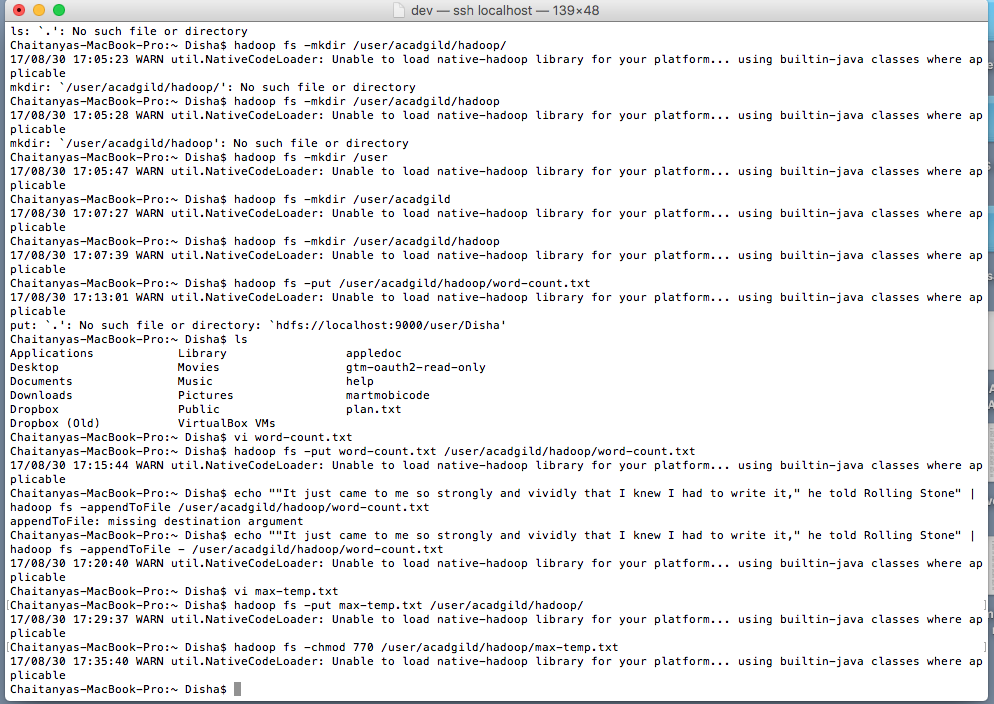 dev — ssh localhost — 139×48
ls: `.': No such file or directory
Chaitanyas-MacBook-Pro:~ Disha$ hadoop fs -mkdir /user/acadgild/hadoop/
17/08/30 17:05:23 WARN util.NativeCodeLoader: Unable to load native-hadoop library for your platform... using builtin-java classes where ap
plicable
mkdir: `/user/acadgild/hadoop/': No such file or directory
Chaitanyas-MacBook-Pro:~ Disha$ hadoop fs -mkdir /user/acadgild/hadoop
17/08/30 17:05:28 WARN util.NativeCodeLoader: Unable to load native-hadoop library for your platform... using builtin-java classes where ap
plicable
mkdir: `/user/acadgild/hadoop': No such file or directory
Chaitanyas-MacBook-Pro:~ Disha$ hadoop fs -mkdir /user
17/08/30 17:05:47 WARN util.NativeCodeLoader: Unable to load native-hadoop library for your platform... using builtin-java classes where ap
plicable
Chaitanyas-MacBook-Pro:~ Disha$ hadoop fs -mkdir /user/acadgild
17/08/30 17:07:27 WARN util.NativeCodeLoader: Unable to load native-hadoop library for your platform... using builtin-java classes where ap
plicable
Chaitanyas-MacBook-Pro:~ Disha$ hadoop fs -mkdir /user/acadgild/hadoop
17/08/30 17:07:39 WARN util.NativeCodeLoader: Unable to load native-hadoop library for your platform... using builtin-java classes where ap
plicable
Chaitanyas-MacBook-Pro:~ Disha$ hadoop fs -put /user/acadgild/hadoop/word-count.txt
17/08/30 17:13:01 WARN util.NativeCodeLoader: Unable to load native-hadoop library for your platform... using builtin-java classes where ap
plicable
put: `.': No such file or directory: `hdfs://localhost:9000/user/Disha'
Chaitanyas-MacBook-Pro:~ Disha$ ls
Applications Library appledoc
Desktop Movies gtm-oauth2-read-only
Documents Music help
Downloads Pictures martmobicode
Dropbox Public plan.txt
Dropbox (Old) VirtualBox VMs
Chaitanyas-MacBook-Pro:~ Disha$ vi word-count.txt
Chaitanyas-MacBook-Pro:~ Disha$ hadoop fs -put word-count.txt /user/acadgild/hadoop/word-count.txt
17/08/30 17:15:44 WARN util.NativeCodeLoader: Unable to load native-hadoop library for your platform... using builtin-java classes where ap
plicable
Chaitanyas-MacBook-Pro:~ Disha$ echo ""It just came to me so strongly and vividly that I knew I had to write it," he told Rolling Stone" |
hadoop fs -appendToFile /user/acadgild/hadoop/word-count.txt
appendToFile: missing destination argument
Chaitanyas-MacBook-Pro:~ Disha$ echo ""It just came to me so strongly and vividly that I knew I had to write it," he told Rolling Stone" |
hadoop fs -appendToFile - /user/acadgild/hadoop/word-count.txt
17/08/30 17:20:40 WARN util.NativeCodeLoader: Unable to load native-hadoop library for your platform... using builtin-java classes where ap
plicable
Chaitanyas-MacBook-Pro:~ Disha$ vi max-temp.txt
[Chaitanyas-MacBook-Pro:~ Disha$ hadoop fs -put max-temp.txt /user/acadgild/hadoop/ ]
17/08/30 17:29:37 WARN util.NativeCodeLoader: Unable to load native-hadoop library for your platform... using builtin-java classes where ap
plicable
[Chaitanyas-MacBook-Pro:~ Disha$ hadoop fs -chmod 770 /user/acadgild/hadoop/max-temp.txt ]
17/08/30 17:35:40 WARN util.NativeCodeLoader: Unable to load native-hadoop library for your platform... using builtin-java classes where ap
plicable
Chaitanyas-MacBook-Pro:~ Disha$